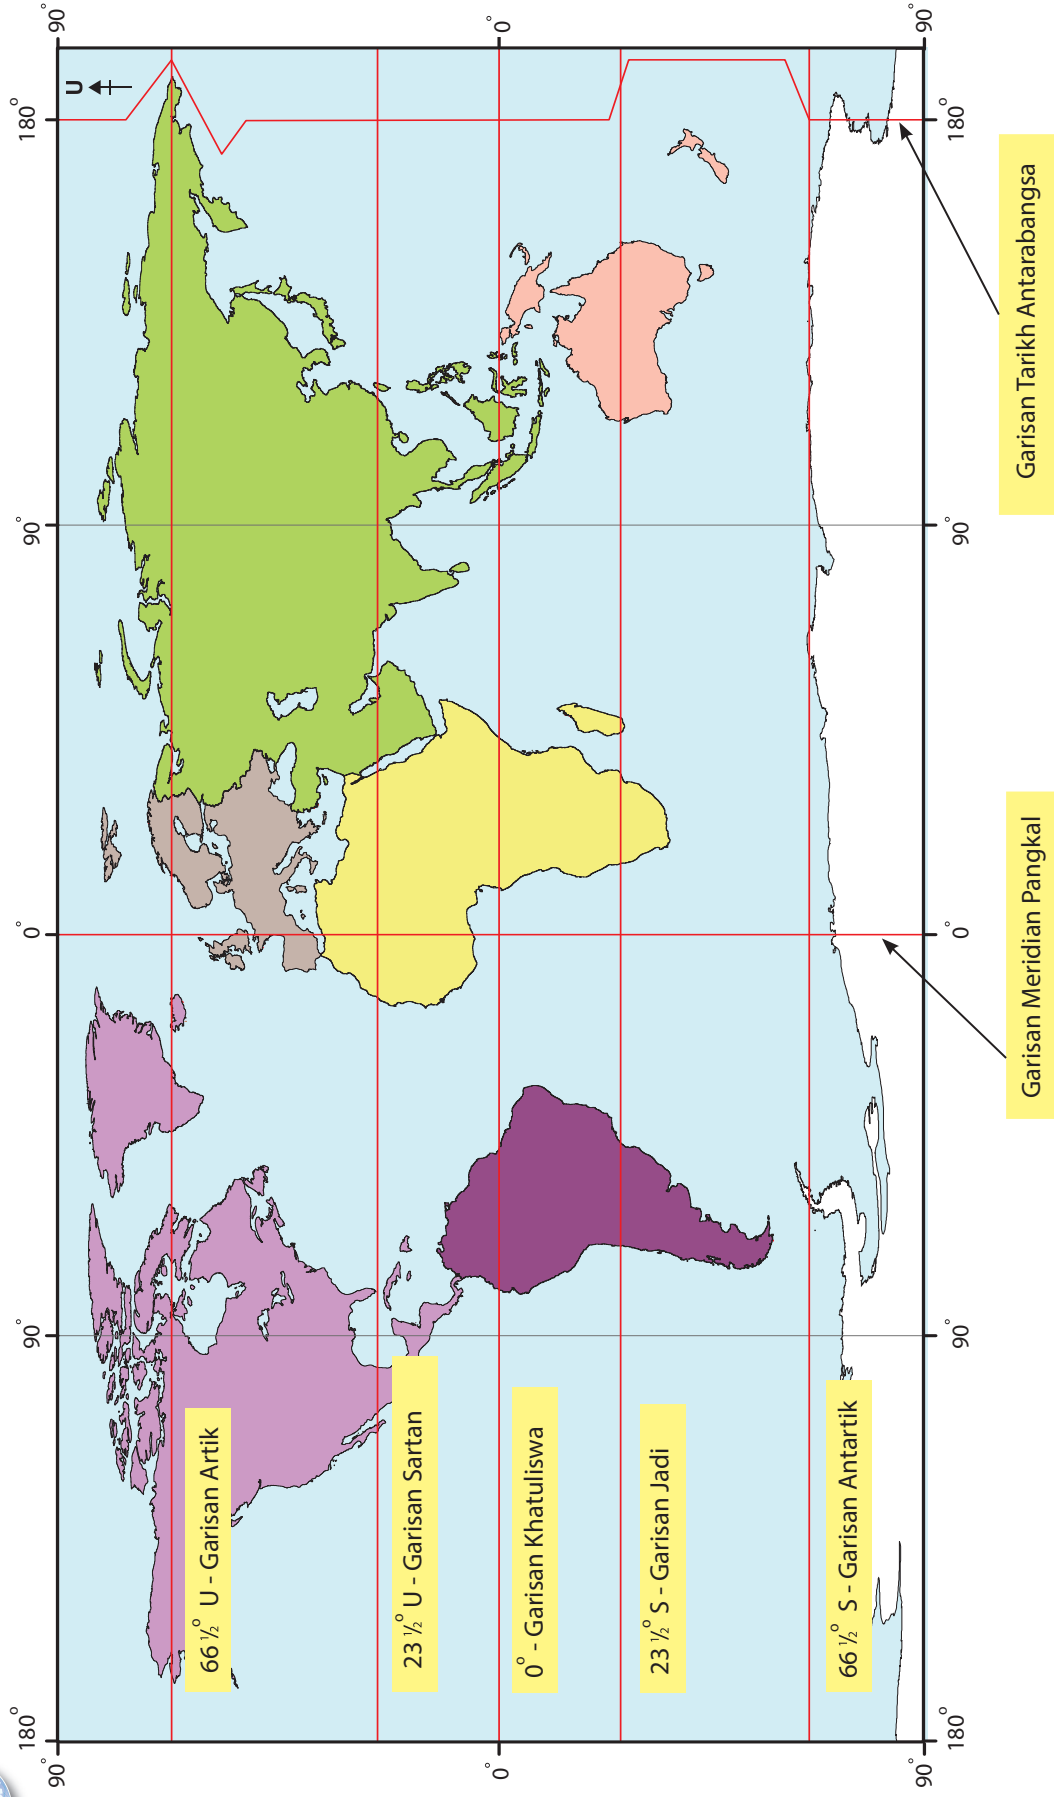 180°
90°
0°
90°
180°
90°
90°
U
66 ½° U - Garisan Artik
23 ½° U - Garisan Sartan
0°
0° - Garisan Khatuliswa
0°
23 ½° S - Garisan Jadi
66 ½° S - Garisan Antartik
90°
90°
180°
90°
0°
90°
180°
Garisan Meridian Pangkal
Garisan Tarikh Antarabangsa